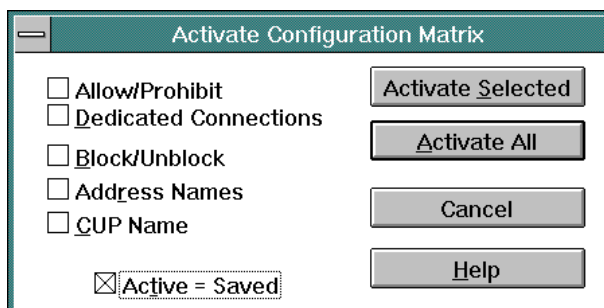 Activate Configuration Matrix
Allow/Prohibit
Dedicated Connections
Block/Unblock
Address Names
CUP Name
Active = Saved
Activate Selected
Activate All
Cancel
Help